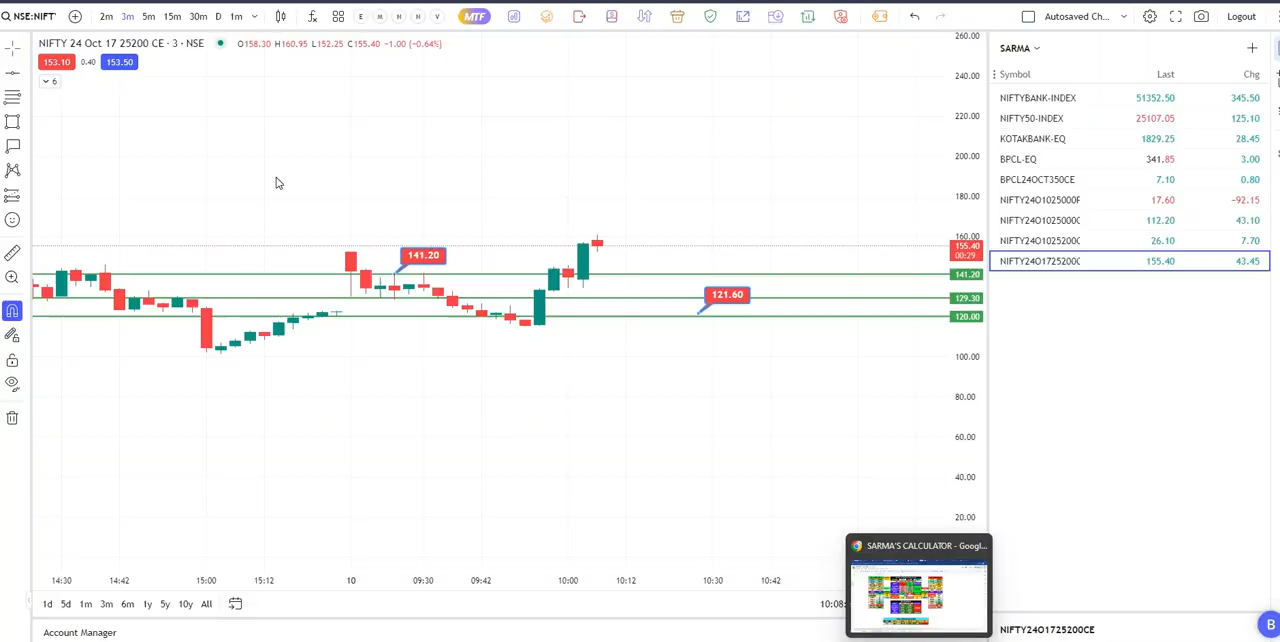 NSE:NIFT
2m 3m 5m 15m 30m D 1m
E M H N V
MTF
Autosaved Ch...
Logout
NIFTY 24 Oct 17 25200 CE · 3 · NSE O158.30 H160.95 L152.25 C155.40 -1.00 (-0.64%)
153.10 0.40 153.50
6
141.20
121.60
260.00
240.00
220.00
200.00
180.00
160.00
155.40
00:29
141.20
129.30
120.00
100.00
80.00
60.00
40.00
20.00
14:30 14:42 15:00 15:12 10 09:30 09:42 10:00 10:12 10:30 10:42
1d 5d 1m 3m 6m 1y 5y 10y All
10:08:
Account Manager
SARMA
Symbol Last Chg
NIFTYBANK-INDEX 51352.50 345.50
NIFTY50-INDEX 25107.05 125.10
KOTAKBANK-EQ 1829.25 28.45
BPCL-EQ 341.85 3.00
BPCL24OCT350CE 7.10 0.80
NIFTY24O1025000P 17.60 -92.15
NIFTY24O1025000C 112.20 43.10
NIFTY24O1025200C 26.10 7.70
NIFTY24O1725200C 155.40 43.45
SARMA'S CALCULATOR - Googl...
NIFTY24O1725200CE
B